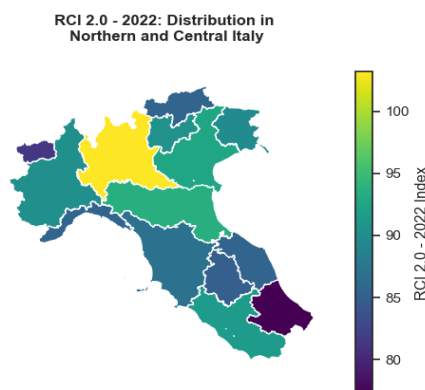 RCI 2.0 - 2022: Distribution in
Northern and Central Italy
100
95
90
85
80
RCI 2.0 - 2022 Index